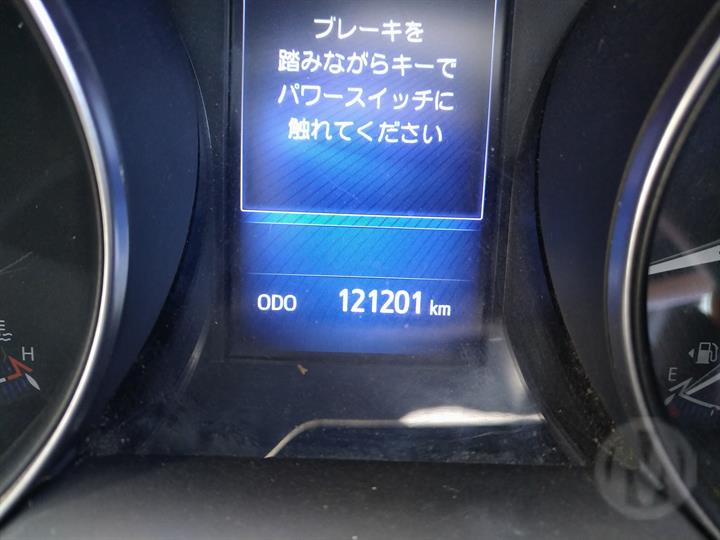 ブレーキを
踏みながらキーで
パワースイッチに
触れてください
ODO 121201 km
H
E
M